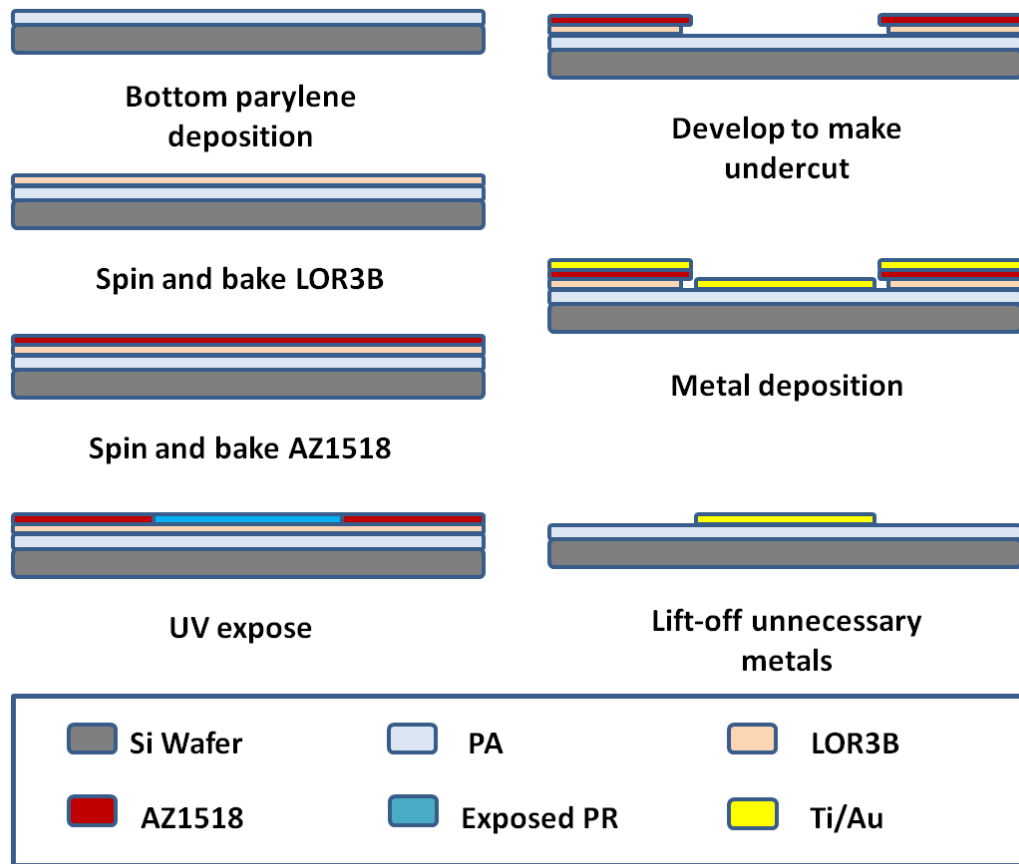 Bottom parylene
deposition
Spin and bake LOR3B
Spin and bake AZ1518
UV expose
Develop to make
undercut
Metal deposition
Lift-off unnecessary
metals
Si Wafer
PA
LOR3B
AZ1518
Exposed PR
Ti/Au